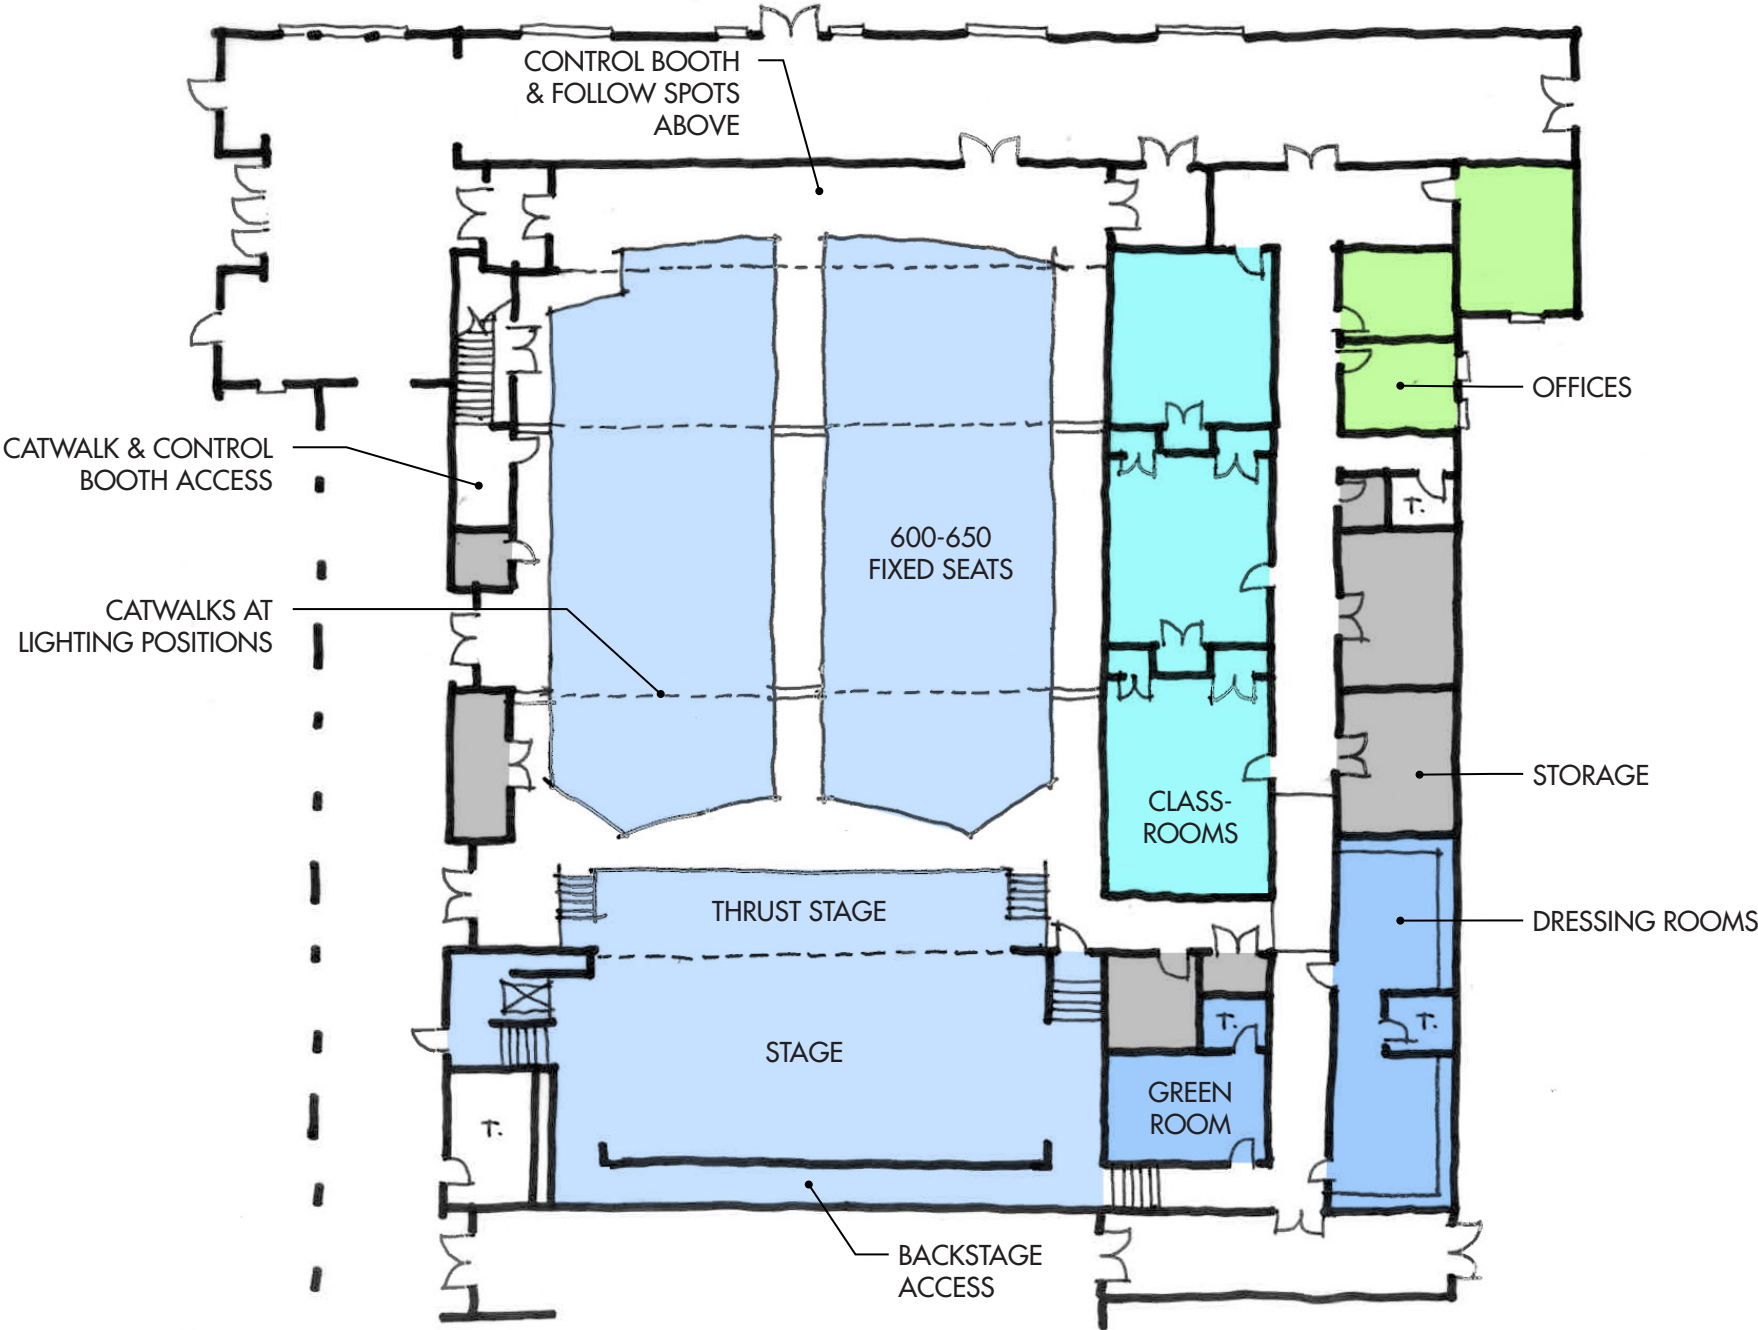 CONTROL BOOTH
& FOLLOW SPOTS
ABOVE
OFFICES
CATWALK & CONTROL
BOOTH ACCESS
T.
600-650
FIXED SEATS
CATWALKS AT
LIGHTING POSITIONS
STORAGE
CLASS-
ROOMS
THRUST STAGE
DRESSING ROOMS
T.
T.
STAGE
GREEN
ROOM
T.
BACKSTAGE
ACCESS